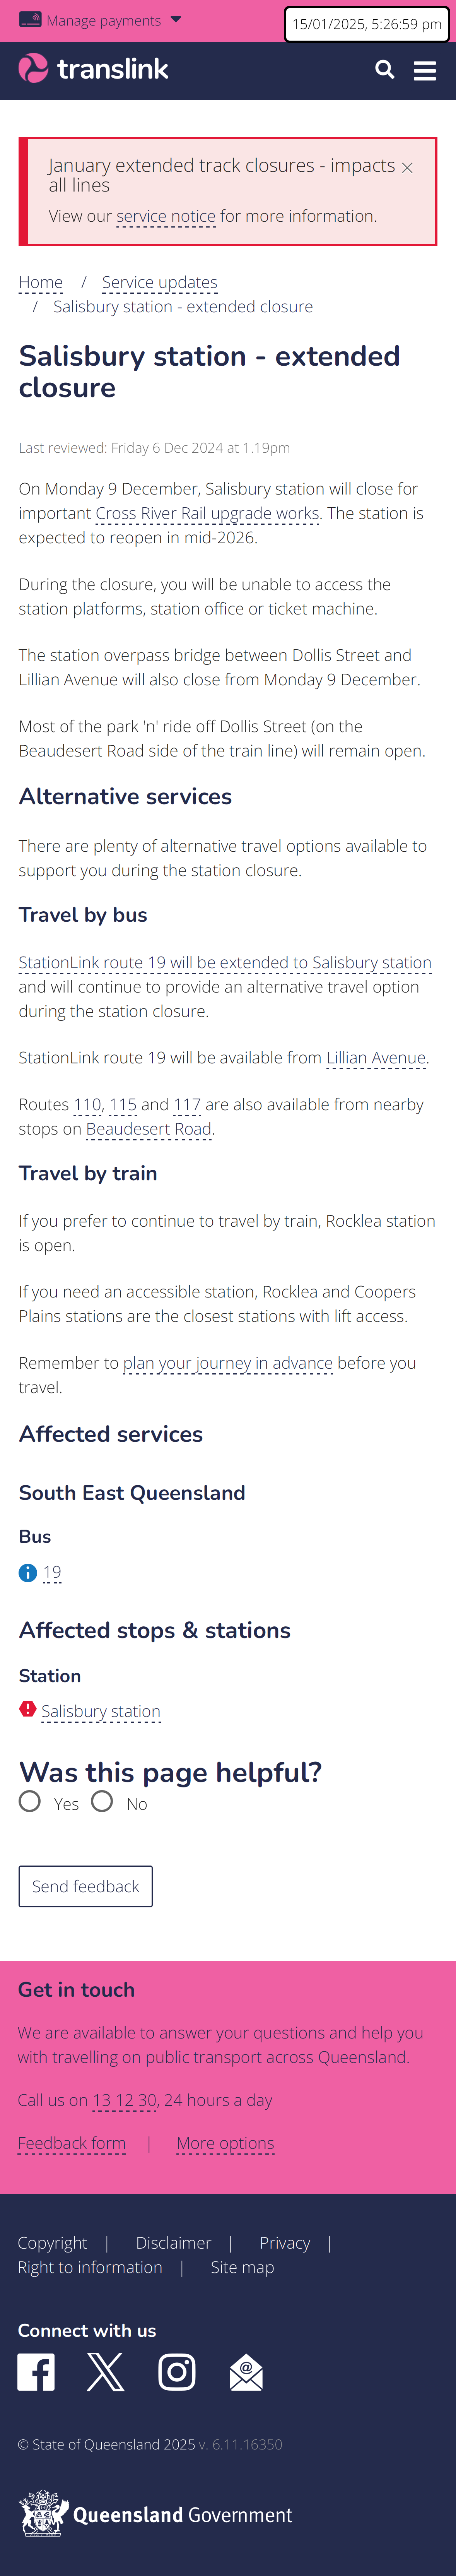 Manage payments
15/01/2025, 5:26:59 pm
translink
January extended track closures - impacts
all lines
View our service notice for more information.
Home / Service updates
/ Salisbury station - extended closure
Salisbury station - extended
closure
Last reviewed: Friday 6 Dec 2024 at 1.19pm
On Monday 9 December, Salisbury station will close for
important Cross River Rail upgrade works. The station is
expected to reopen in mid-2026.
During the closure, you will be unable to access the
station platforms, station office or ticket machine.
The station overpass bridge between Dollis Street and
Lillian Avenue will also close from Monday 9 December.
Most of the park 'n' ride off Dollis Street (on the
Beaudesert Road side of the train line) will remain open.
Alternative services
There are plenty of alternative travel options available to
support you during the station closure.
Travel by bus
StationLink route 19 will be extended to Salisbury station
and will continue to provide an alternative travel option
during the station closure.
StationLink route 19 will be available from Lillian Avenue.
Routes 110, 115 and 117 are also available from nearby
stops on Beaudesert Road.
Travel by train
If you prefer to continue to travel by train, Rocklea station
is open.
If you need an accessible station, Rocklea and Coopers
Plains stations are the closest stations with lift access.
Remember to plan your journey in advance before you
travel.
Affected services
South East Queensland
Bus
19
Affected stops & stations
Station
Salisbury station
Was this page helpful?
Yes No
Send feedback
Get in touch
We are available to answer your questions and help you
with travelling on public transport across Queensland.
Call us on 13 12 30, 24 hours a day
Feedback form | More options
Copyright | Disclaimer | Privacy |
Right to information | Site map
Connect with us
© State of Queensland 2025 v. 6.11.16350
Queensland Government